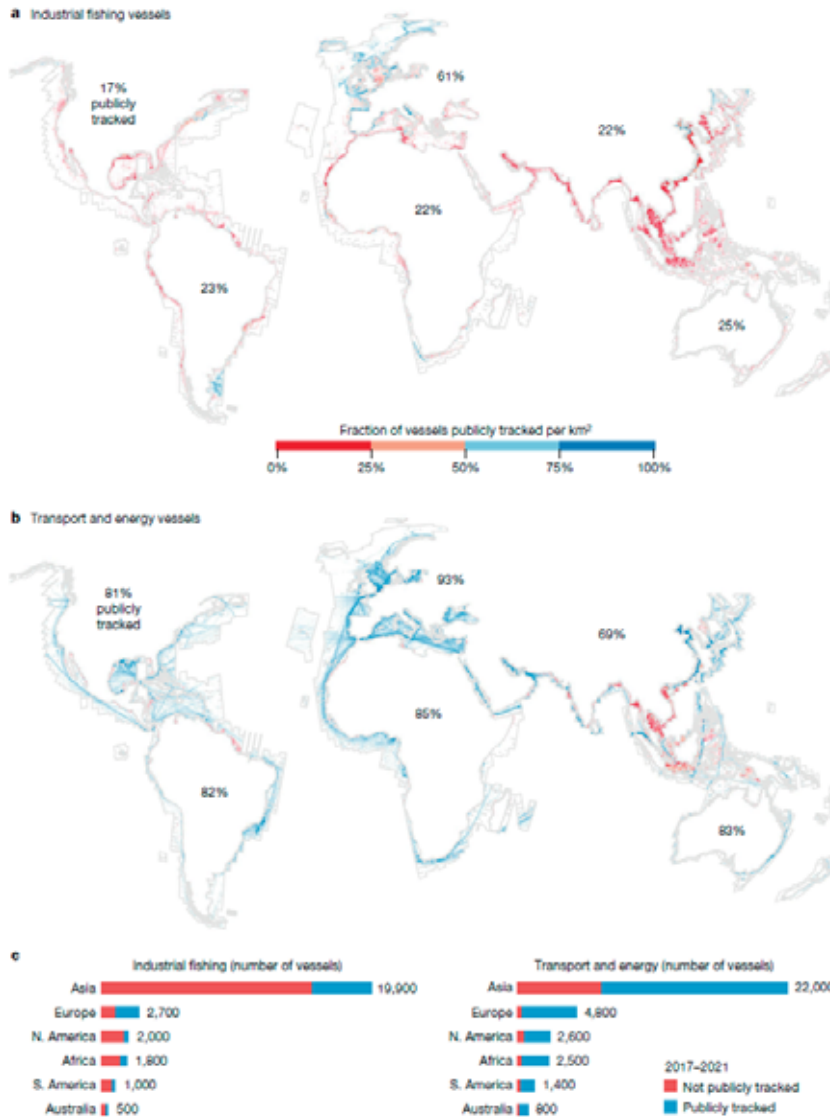 a Industrial fishing vessels
17%
publicly
tracked
61%
22%
22%
23%
25%
Fraction of vessels publicly tracked per km²
0% 25% 50% 75% 100%
b Transport and energy vessels
81%
publicly
tracked
93%
69%
85%
82%
83%
c
Industrial fishing (number of vessels)
Asia 19,900
Europe 2,700
N. America 2,000
Africa 1,800
S. America 1,000
Australia 500
Transport and energy (number of vessels)
Asia 22,000
Europe 4,800
N. America 2,600
Africa 2,500
S. America 1,400
Australia 800
2017–2021
Not publicly tracked
Publicly tracked